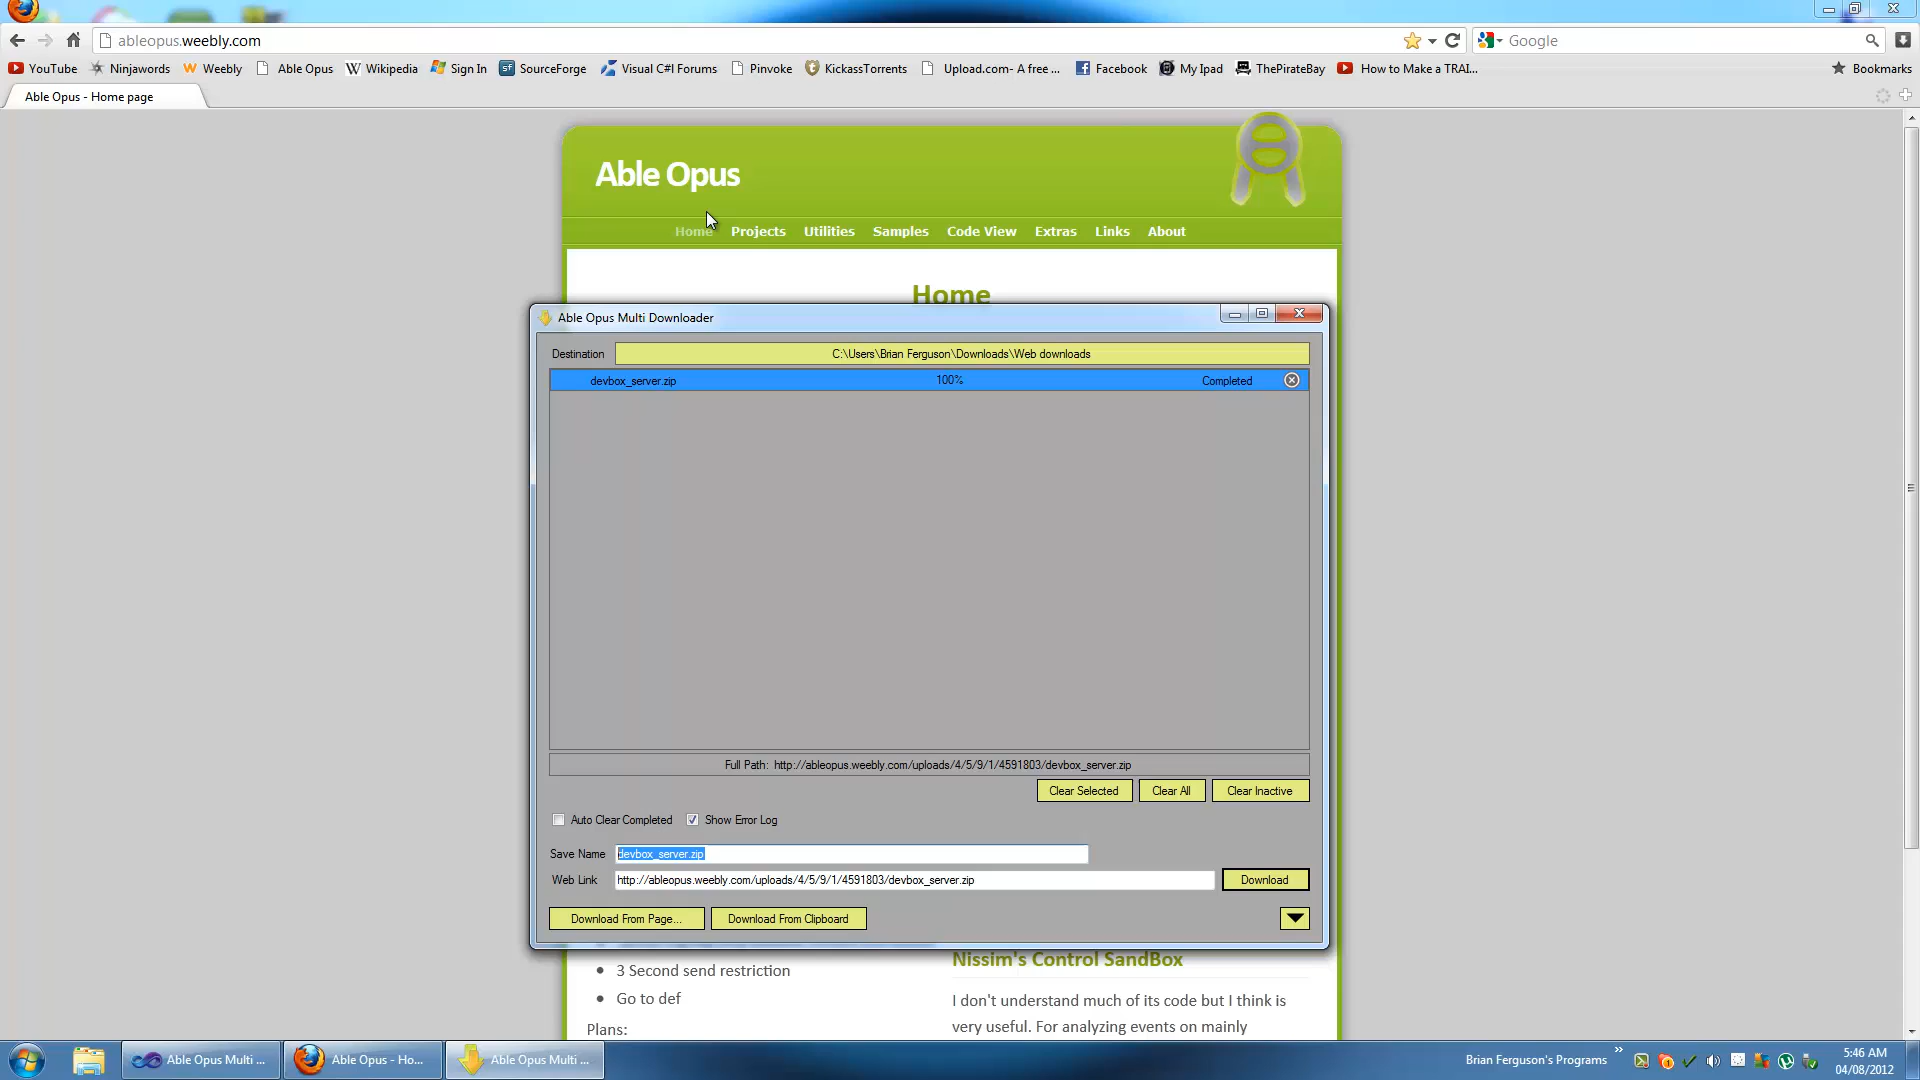 ableopus.weebly.com
Google
YouTube Ninjawords Weebly Able Opus Wikipedia Sign In SourceForge Visual C#I Forums Pinvoke KickassTorrents Upload.com- A free ... Facebook My Ipad ThePirateBay How to Make a TRAI... Bookmarks
Able Opus - Home page
Able Opus
Home Projects Utilities Samples Code View Extras Links About
Home
Able Opus Multi Downloader
Destination C:\Users\Brian Ferguson\Downloads\Web downloads
devbox_server.zip 100% Completed
Full Path: http://ableopus.weebly.com/uploads/4/5/9/1/4591803/devbox_server.zip
Clear Selected Clear All Clear Inactive
Auto Clear Completed Show Error Log
Save Name devbox_server.zip
Web Link http://ableopus.weebly.com/uploads/4/5/9/1/4591803/devbox_server.zip Download
Download From Page... Download From Clipboard
3 Second send restriction
Go to def
Plans:
Nissim's Control SandBox
I don't understand much of its code but I think is
very useful. For analyzing events on mainly
Able Opus Multi ... Able Opus - Ho... Able Opus Multi ...
Brian Ferguson's Programs
5:46 AM
04/08/2012